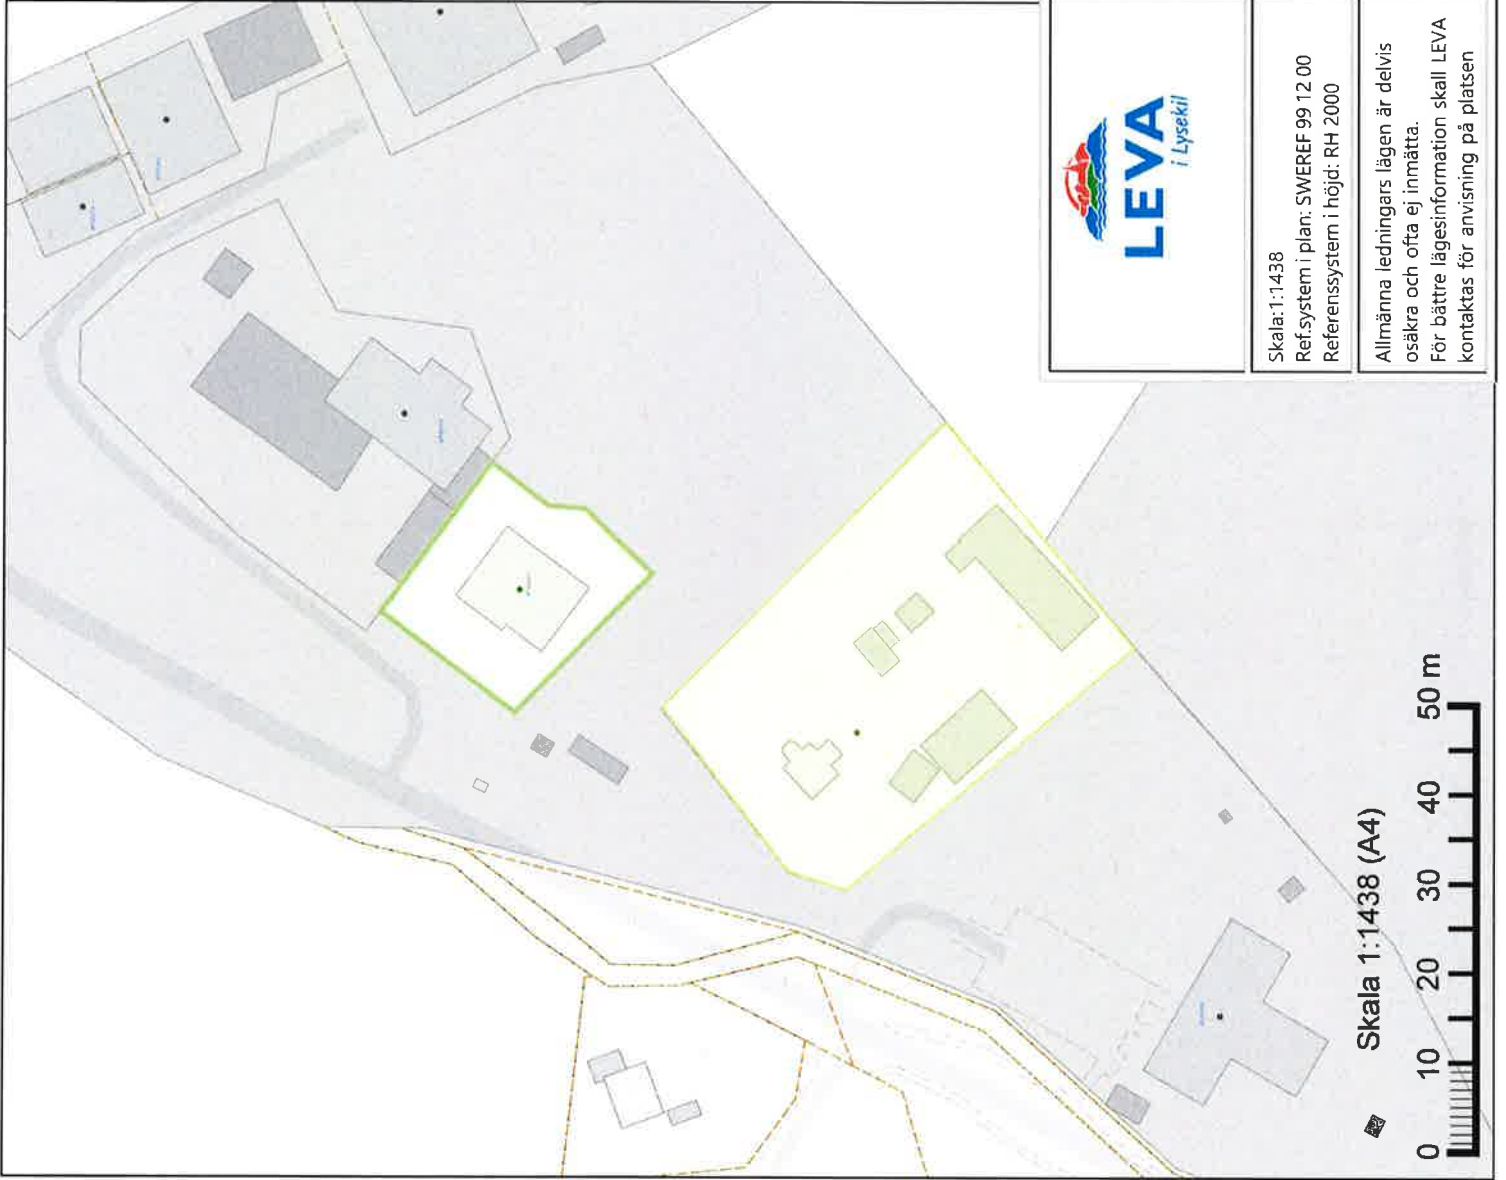 LEVA
i Lysekil
Skala:1:1438
Ref.system i plan: SWEREF 99 12 00
Referenssystem i höjd: RH 2000
Allmänna ledningars lägen är delvis
osäkra och ofta ej inmätta.
För bättre lägesinformation skall LEVA
kontaktas för anvisning på platsen
Skala 1:1438 (A4)
0 10 20 30 40 50 m